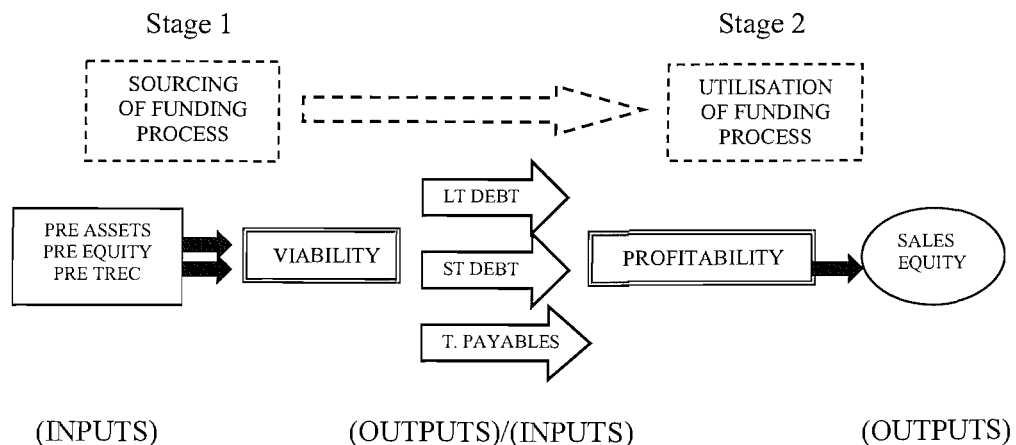 Stage 1
Stage 2
SOURCING
OF FUNDING
PROCESS
UTILISATION
OF FUNDING
PROCESS
PRE ASSETS
PRE EQUITY
PRE TREC
VIABILITY
LT DEBT
ST DEBT
T. PAYABLES
PROFITABILITY
SALES
EQUITY
(INPUTS)
(OUTPUTS)/(INPUTS)
(OUTPUTS)